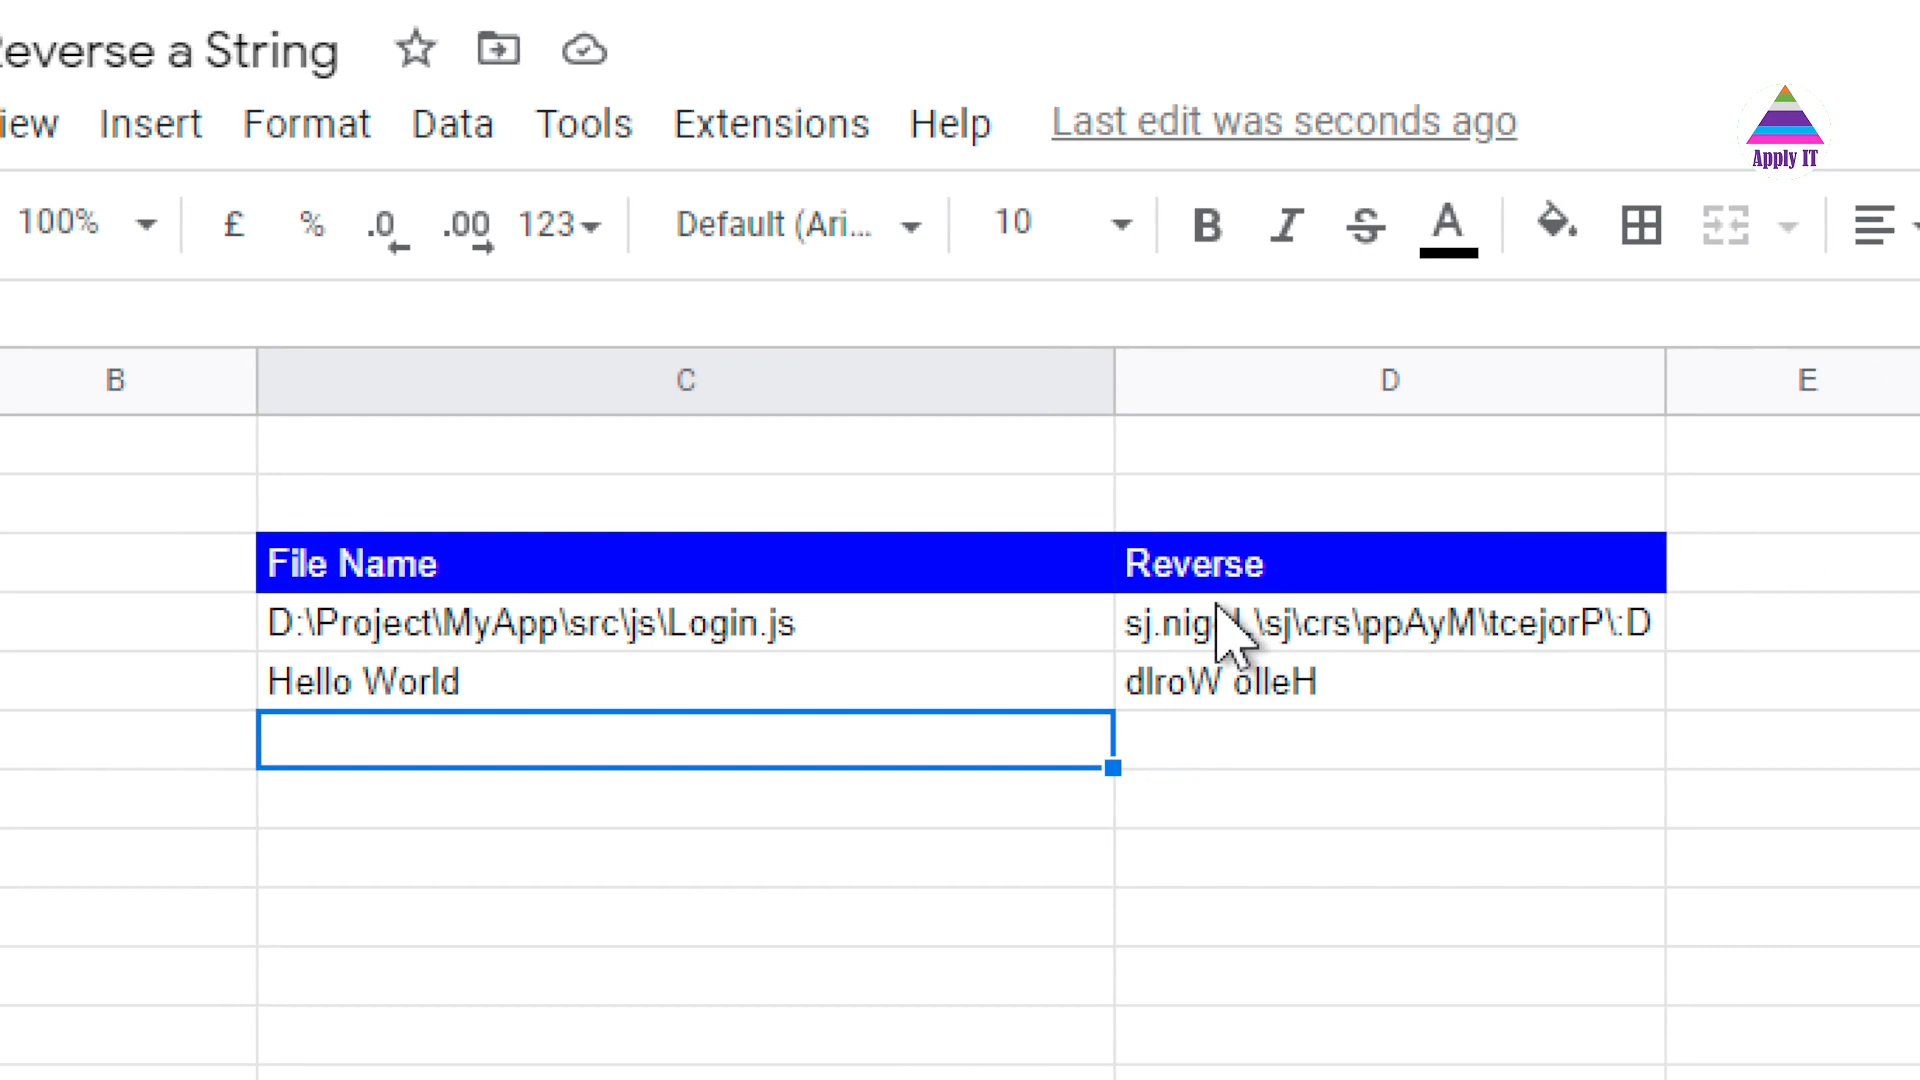 everse a String
iew Insert Format Data Tools Extensions Help Last edit was seconds ago
Apply IT
100% £ % .0 .00 123 Default (Ari... 10 B I S A
B C D E
File Name Reverse
D:\Project\MyApp\src\js\Login.js \sj\crs\ppAyM\tcejorP\:D
Hello World dlroW olleH